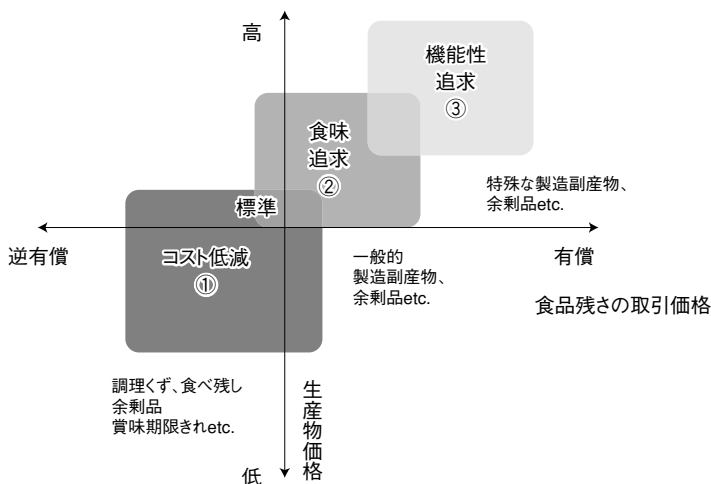 高
機能性
追求
③
食味
追求
②
特殊な製造副産物、
余剰品etc.
標準
逆有償
コスト低減
①
一般的
製造副産物、
余剰品etc.
有償
食品残さの取引価格
調理くず、食べ残し
余剰品
賞味期限きれetc.
生産物価格
低